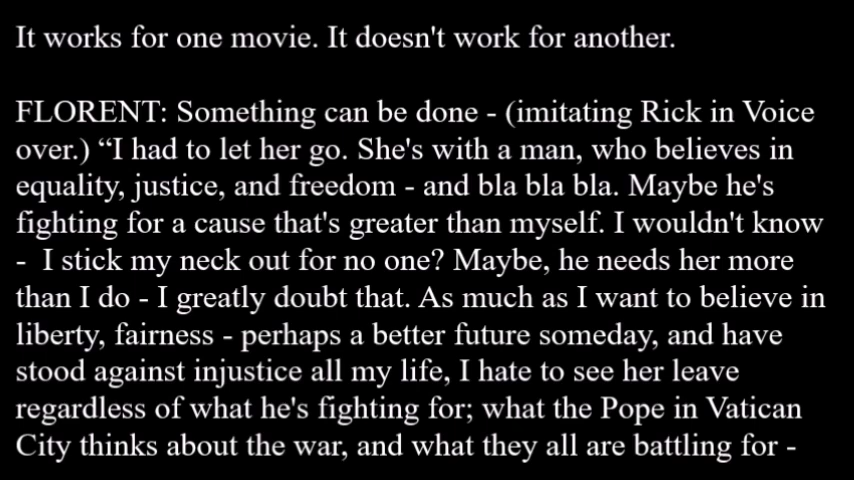 It works for one movie. It doesn't work for another.
FLORENT: Something can be done - (imitating Rick in Voice
over.) “I had to let her go. She's with a man, who believes in
equality, justice, and freedom - and bla bla bla. Maybe he's
fighting for a cause that's greater than myself. I wouldn't know
- I stick my neck out for no one? Maybe, he needs her more
than I do - I greatly doubt that. As much as I want to believe in
liberty, fairness - perhaps a better future someday, and have
stood against injustice all my life, I hate to see her leave
regardless of what he's fighting for; what the Pope in Vatican
City thinks about the war, and what they all are battling for -